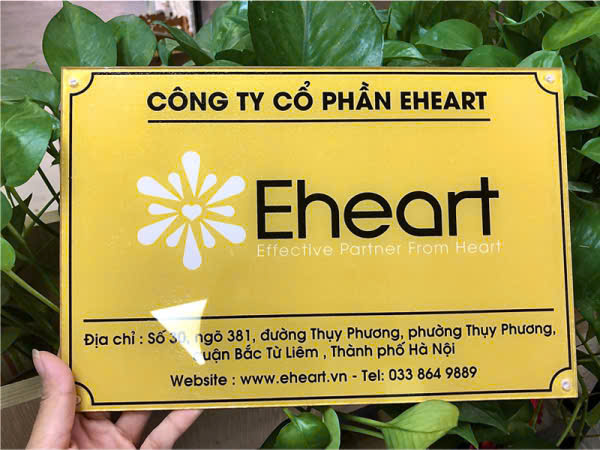 CÔNG TY CỔ PHẦN EHEART
Eheart
Effective Partner From Heart
Địa chỉ : Số 30, ngõ 381, đường Thụy Phương, phường Thụy Phương,
quận Bắc Từ Liêm , Thành phố Hà Nội
Website : www.eheart.vn - Tel: 033 864 9889